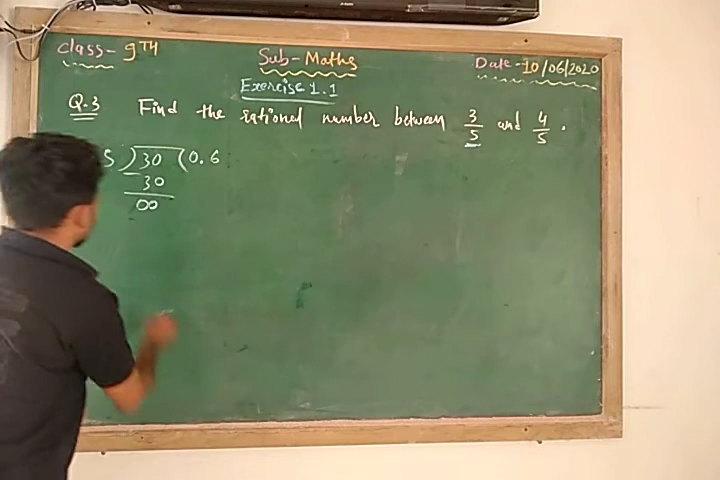 Class- 9TH Sub- Maths Date- 10/06/2020
Exercise 1.1
Q.3 Find the rational number between 3/5 and 4/5 .
5 ) 30 ( 0.6
30
00